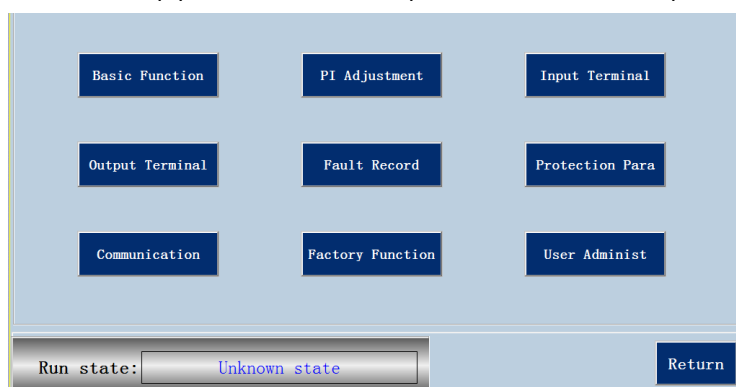 Basic Function PI Adjustment Input Terminal
Output Terminal Fault Record Protection Para
Communication Factory Function User Administ
Run state: Unknown state Return